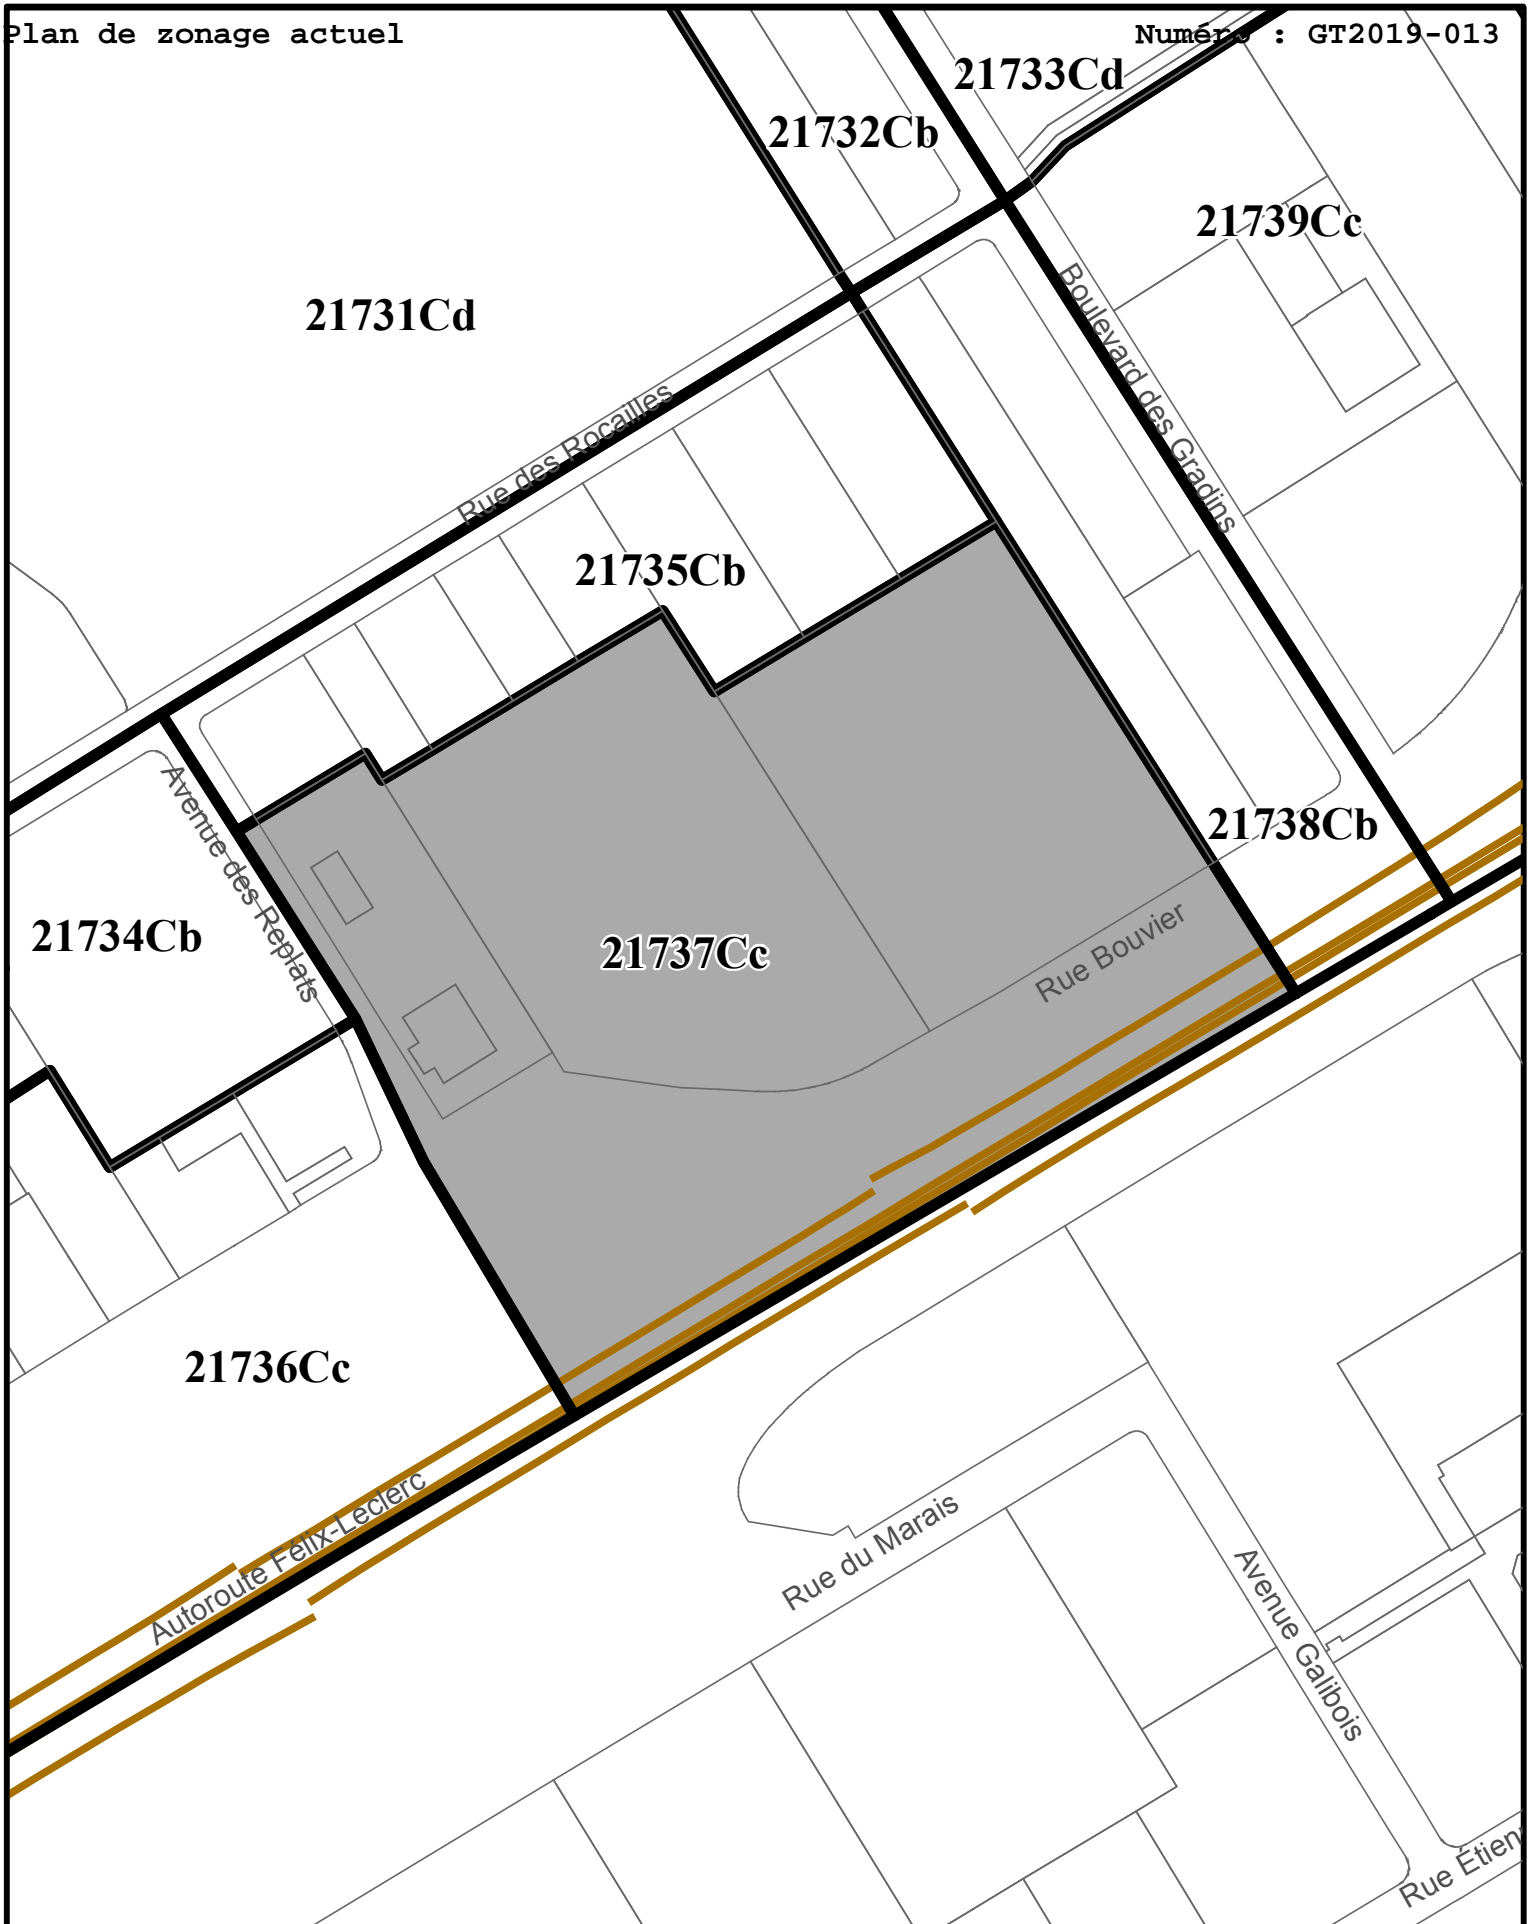 Plan de zonage actuel
Numéro : GT2019-013
21733Cd
21732Cb
21739Cc
21731Cd
Boulevard des Gradins
Rue des Rocailles
21735Cb
Avenue des Replats
21738Cb
21734Cb
21737Cc
Rue Bouvier
21736Cc
Autoroute Félix-Leclerc
Rue du Marais
Avenue Galibois
Rue